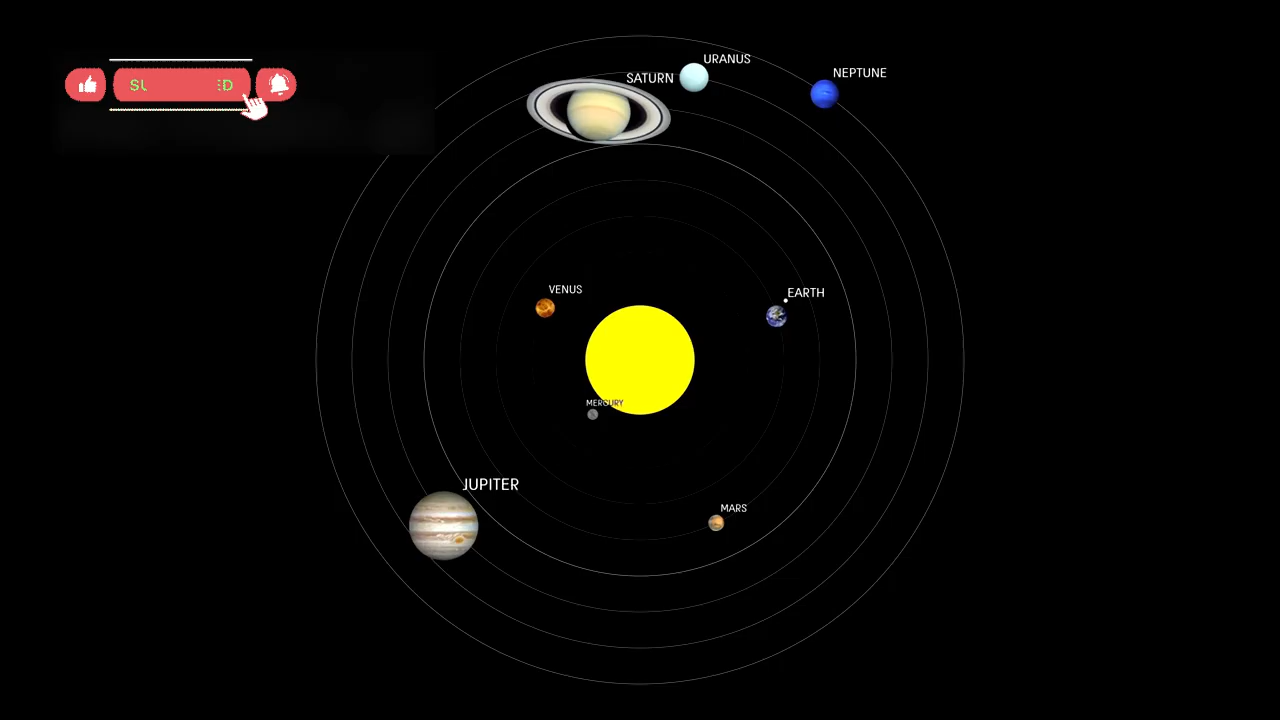 URANUS
NEPTUNE
SATURN
VENUS
EARTH
MERCURY
JUPITER
MARS